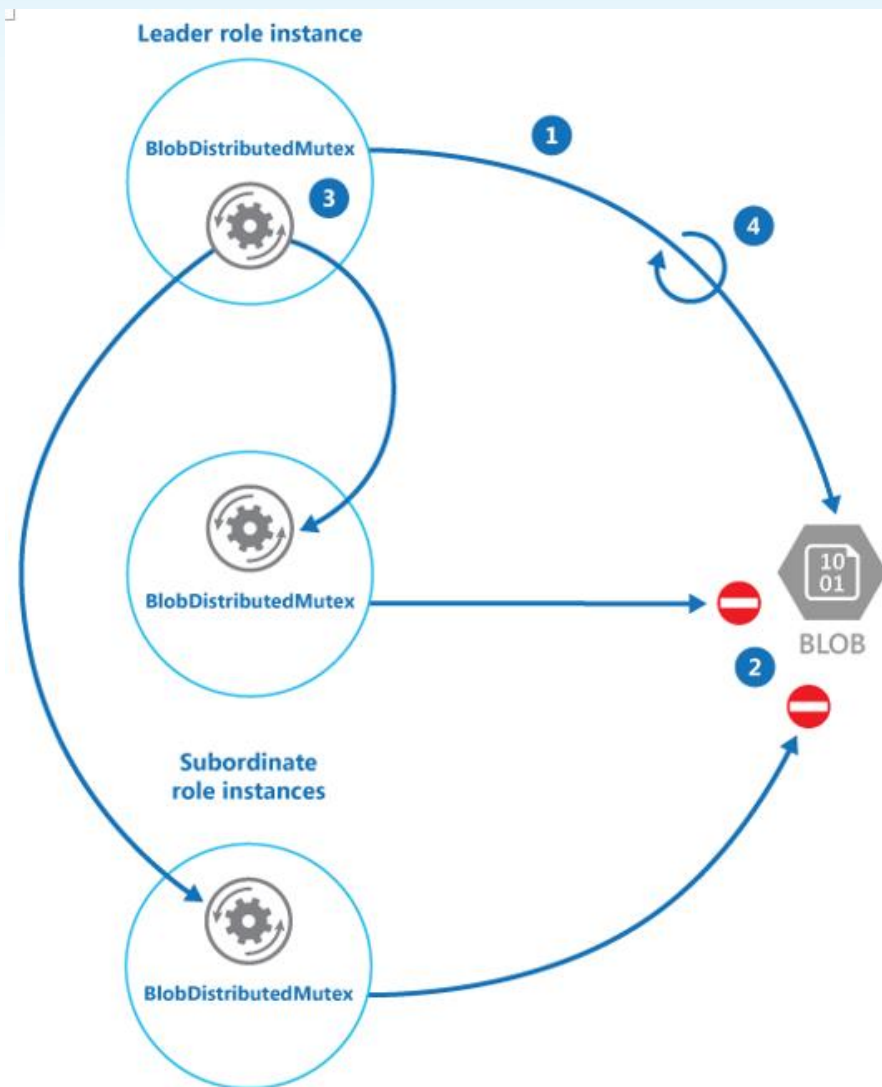 Leader role instance
BlobDistributedMutex
1
3
4
BlobDistributedMutex
10
01
BLOB
2
Subordinate
role instances
BlobDistributedMutex